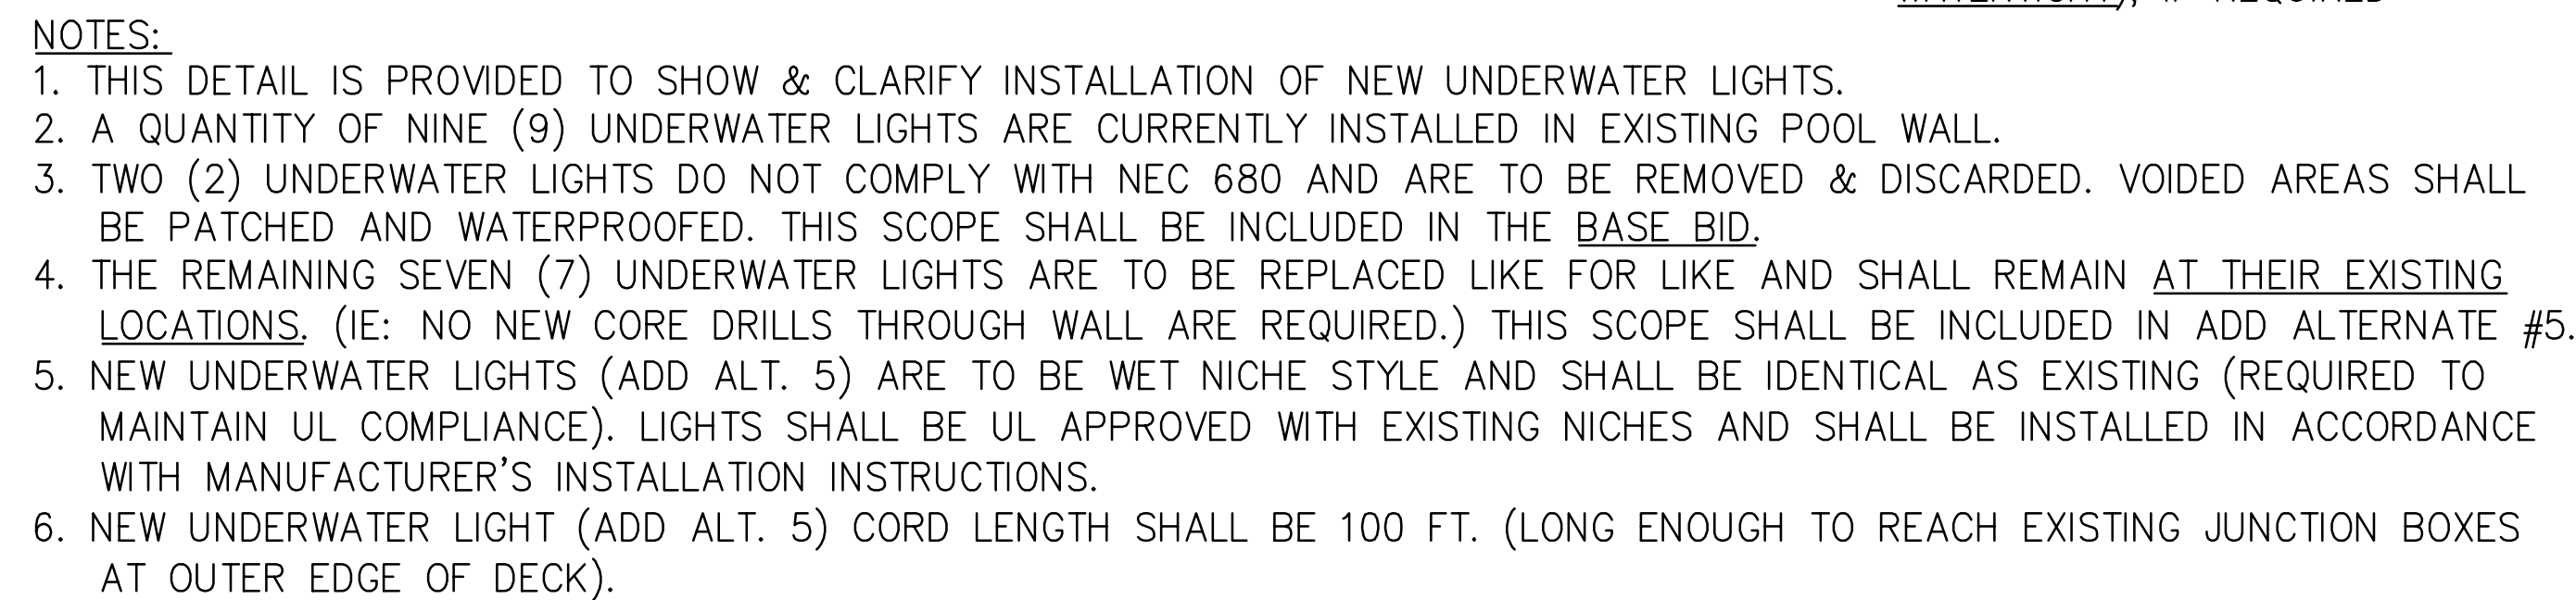 REQUIRED
NOTES:
1. THIS DETAIL IS PROVIDED TO SHOW & CLARIFY INSTALLATION OF NEW UNDERWATER LIGHTS.
2. A QUANTITY OF NINE (9) UNDERWATER LIGHTS ARE CURRENTLY INSTALLED IN EXISTING POOL WALL.
3. TWO (2) UNDERWATER LIGHTS DO NOT COMPLY WITH NEC 680 AND ARE TO BE REMOVED & DISCARDED. VOIDED AREAS SHALL
BE PATCHED AND WATERPROOFED. THIS SCOPE SHALL BE INCLUDED IN THE BASE BID.
4. THE REMAINING SEVEN (7) UNDERWATER LIGHTS ARE TO BE REPLACED LIKE FOR LIKE AND SHALL REMAIN AT THEIR EXISTING
LOCATIONS. (IE: NO NEW CORE DRILLS THROUGH WALL ARE REQUIRED.) THIS SCOPE SHALL BE INCLUDED IN ADD ALTERNATE #5.
5. NEW UNDERWATER LIGHTS (ADD ALT. 5) ARE TO BE WET NICHE STYLE AND SHALL BE IDENTICAL AS EXISTING (REQUIRED TO
MAINTAIN UL COMPLIANCE). LIGHTS SHALL BE UL APPROVED WITH EXISTING NICHES AND SHALL BE INSTALLED IN ACCORDANCE
WITH MANUFACTURER'S INSTALLATION INSTRUCTIONS.
6. NEW UNDERWATER LIGHT (ADD ALT. 5) CORD LENGTH SHALL BE 100 FT. (LONG ENOUGH TO REACH EXISTING JUNCTION BOXES
AT OUTER EDGE OF DECK).